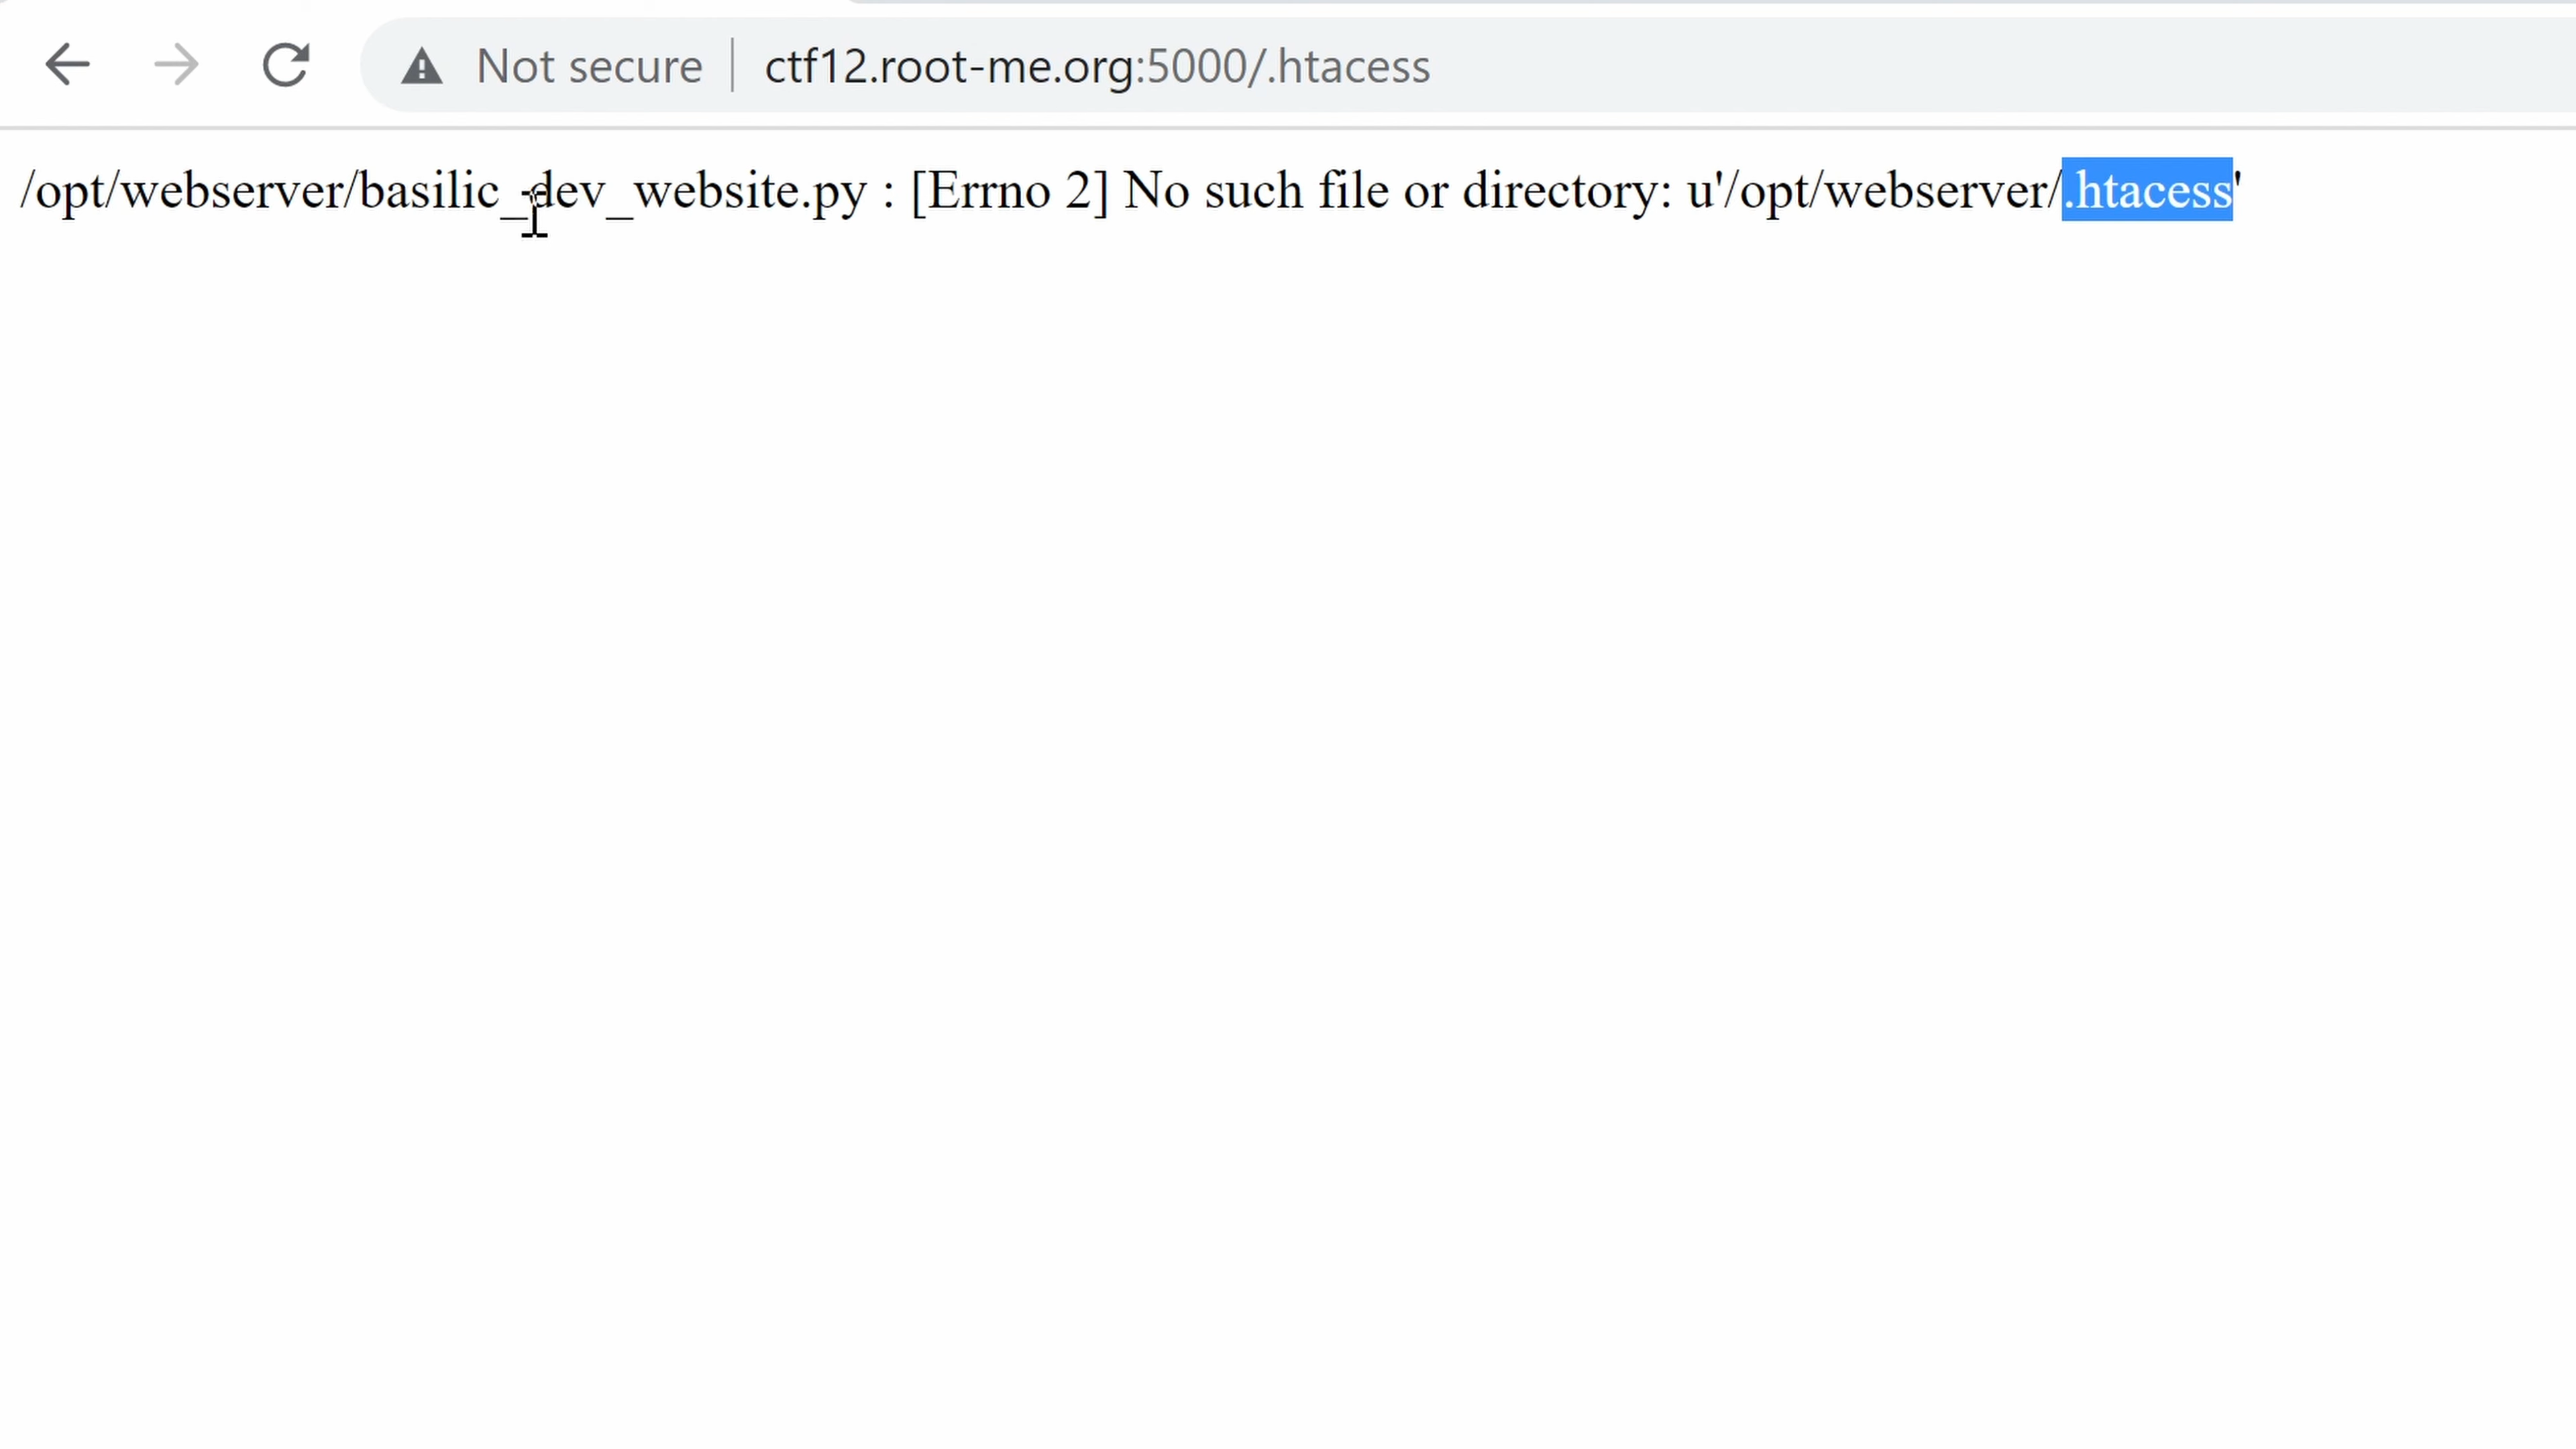 Not secure ctf12.root-me.org:5000/.htacess
/opt/webserver/basilic_dev_website.py : [Errno 2] No such file or directory: u'/opt/webserver/.htacess'